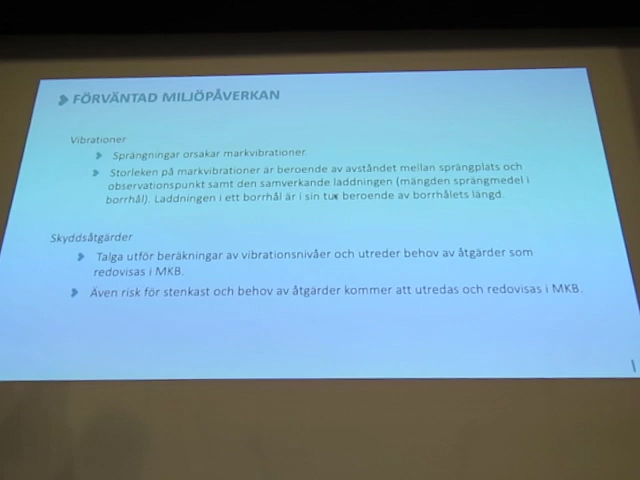 FÖRVÄNTAD MILJÖPÅVERKAN
Vibrationer
Sprängningar orsakar markvibrationer
Storleken på markvibrationer är beroende av avståndet mellan sprängplats och
observationspunkt samt den samverkande laddningen (mängden sprängmedel i
borrhål). Laddningen i ett borrhål är i sin tur beroende av borrhålets längd.
Skyddsåtgärder
Talga utför beräkningar av vibrationsnivåer och utreder behov av åtgärder som
redovisas i MKB.
Även risk för stenkast och behov av åtgärder kommer att utredas och redovisas i MKB.